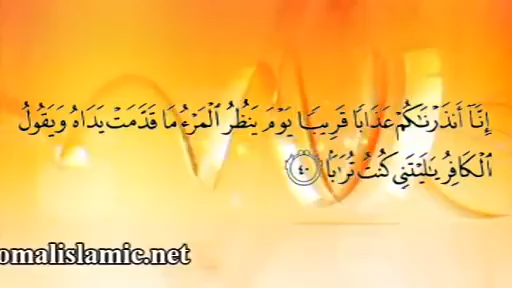 إِنَّآ أَنذَرْنَٰكُمْ عَذَابًا قَرِيبًا يَوْمَ يَنظُرُ ٱلْمَرْءُ مَا قَدَّمَتْ يَدَاهُ وَيَقُولُ
ٱلْكَافِرُ يَٰلَيْتَنِى كُنتُ تُرَٰبًۢا ٤٠
omalislamic.net